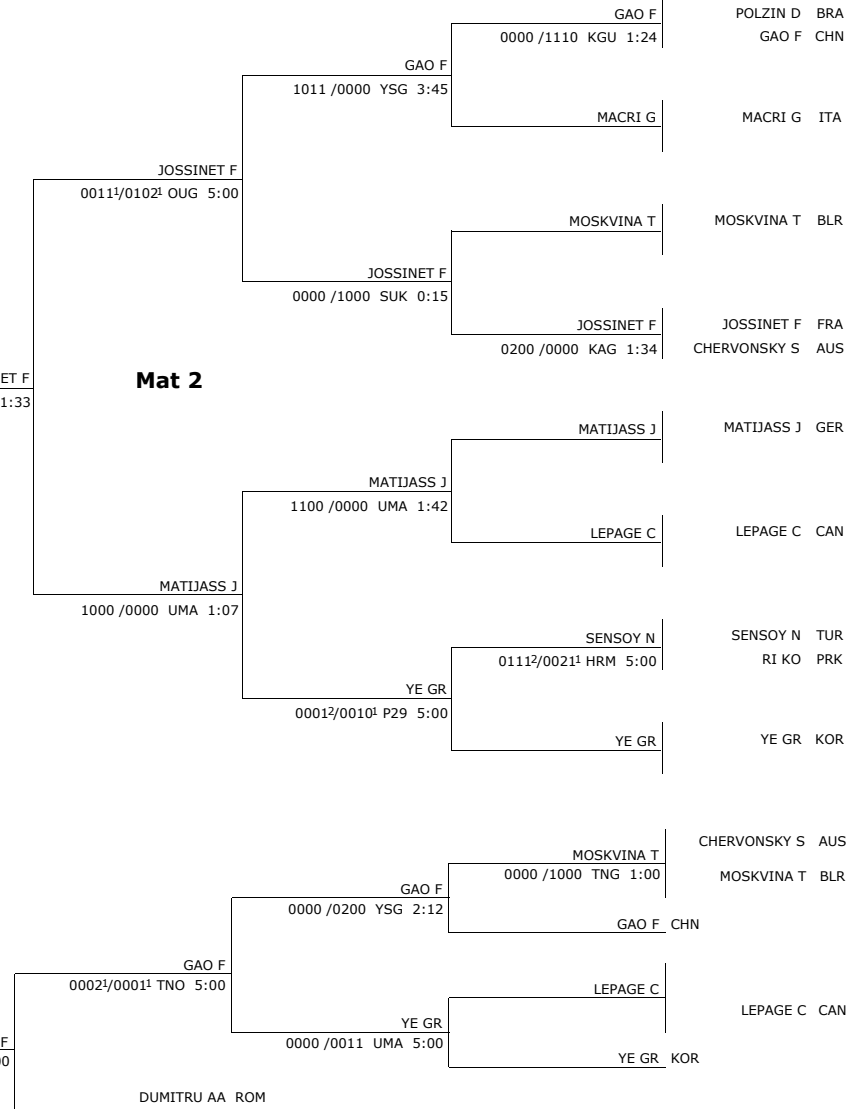 GAO F POLZIN D BRA
0000 /1110 KGU 1:24 GAO F CHN
GAO F
1011 /0000 YSG 3:45
MACRI G MACRI G ITA
JOSSINET F
0011¹/0102¹ OUG 5:00
MOSKVINA T MOSKVINA T BLR
JOSSINET F
0000 /1000 SUK 0:15
JOSSINET F JOSSINET F FRA
0200 /0000 KAG 1:34 CHERVONSKY S AUS
ET F Mat 2
1:33
MATIJASS J MATIJASS J GER
MATIJASS J
1100 /0000 UMA 1:42
LEPAGE C LEPAGE C CAN
MATIJASS J
1000 /0000 UMA 1:07
SENSOY N SENSOY N TUR
0111²/0021¹ HRM 5:00 RI KO PRK
YE GR
0001²/0010¹ P29 5:00
YE GR YE GR KOR
CHERVONSKY S AUS
MOSKVINA T
0000 /1000 TNG 1:00 MOSKVINA T BLR
GAO F
0000 /0200 YSG 2:12
GAO F CHN
GAO F
0002¹/0001¹ TNO 5:00
LEPAGE C
LEPAGE C CAN
YE GR
0000 /0011 UMA 5:00
F
YE GR KOR
DUMITRU AA ROM